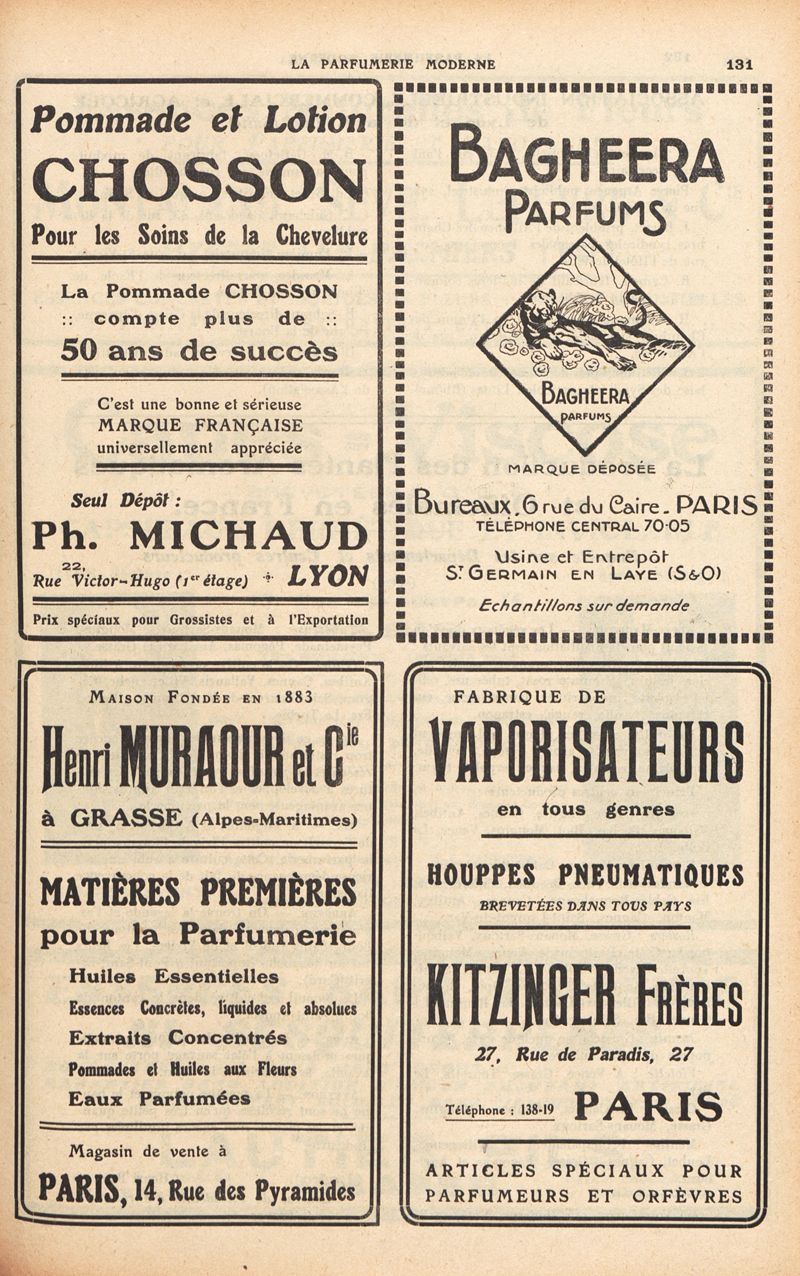 LA PARFUMERIE MODERNE
131
Pommade et Lotion
CHOSSON
Pour les Soins de la Chevelure
La Pommade CHOSSON
:: compte plus de ::
50 ans de succès
C'est une bonne et sérieuse
MARQUE FRANÇAISE
universellement appréciée
Seul Dépôt :
Ph. MICHAUD
22,
Rue Victor-Hugo (1er étage) LYON
Prix spéciaux pour Grossistes et à l'Exportation
BAGHEERA
PARFUMS
BAGHEERA
PARFUMS
MARQUE DÉPOSÉE
Bureaux. 6 rue du Caire. PARIS
TÉLÉPHONE CENTRAL 70-05
Usine et Entrepôt
ST GERMAIN EN LAYE (S&O)
Echantillons sur demande
MAISON FONDÉE EN 1883
Henri MURAOUR et Cie
à GRASSE (Alpes-Maritimes)
MATIÈRES PREMIÈRES
pour la Parfumerie
Huiles Essentielles
Essences Concrètes, liquides et absolues
Extraits Concentrés
Pommades et Huiles aux Fleurs
Eaux Parfumées
Magasin de vente à
PARIS, 14, Rue des Pyramides
FABRIQUE DE
VAPORISATEURS
en tous genres
HOUPPES PNEUMATIQUES
BREVETÉES DANS TOUS PAYS
KITZINGER FRÈRES
27, Rue de Paradis, 27
Téléphone : 138-19 PARIS
ARTICLES SPÉCIAUX POUR
PARFUMEURS ET ORFÈVRES